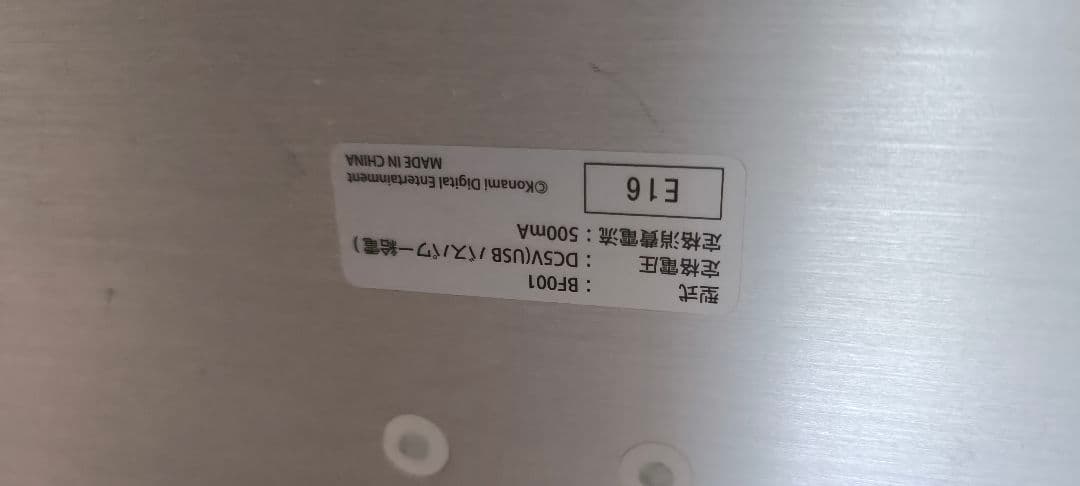 型式　　　：BF001
定格電圧　：DC5V(USB バスパワー給電)
定格消費電流：500mA
E16
©Konami Digital Entertainment
MADE IN CHINA